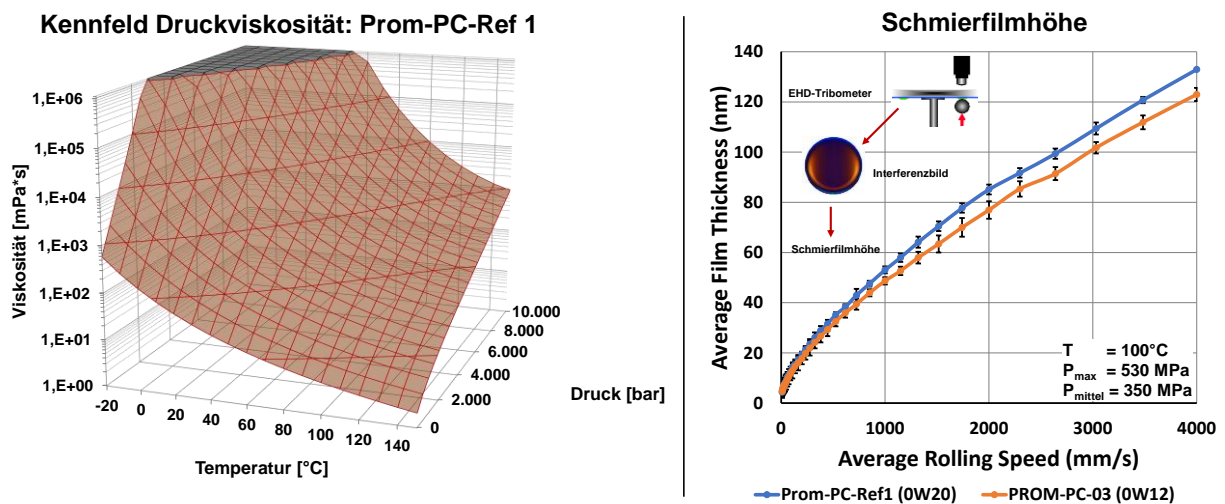 Kennfeld Druckviskosität: Prom-PC-Ref 1
Viskosität [mPa*s]
1,E+06
1,E+05
1,E+04
1,E+03
1,E+02
1,E+01
1,E+00
-20
0
20
40
60
80
100
120
140
Temperatur [°C]
10.000
8.000
6.000
4.000
2.000
0
Druck [bar]
Schmierfilmhöhe
Average Film Thickness (nm)
140
120
100
80
60
40
20
0
EHD-Tribometer
Interferenzbild
Schmierfilmhöhe
T = 100°C
Pmax = 530 MPa
Pmittel = 350 MPa
0
1000
2000
3000
4000
Average Rolling Speed (mm/s)
Prom-PC-Ref1 (0W20)
PROM-PC-03 (0W12)